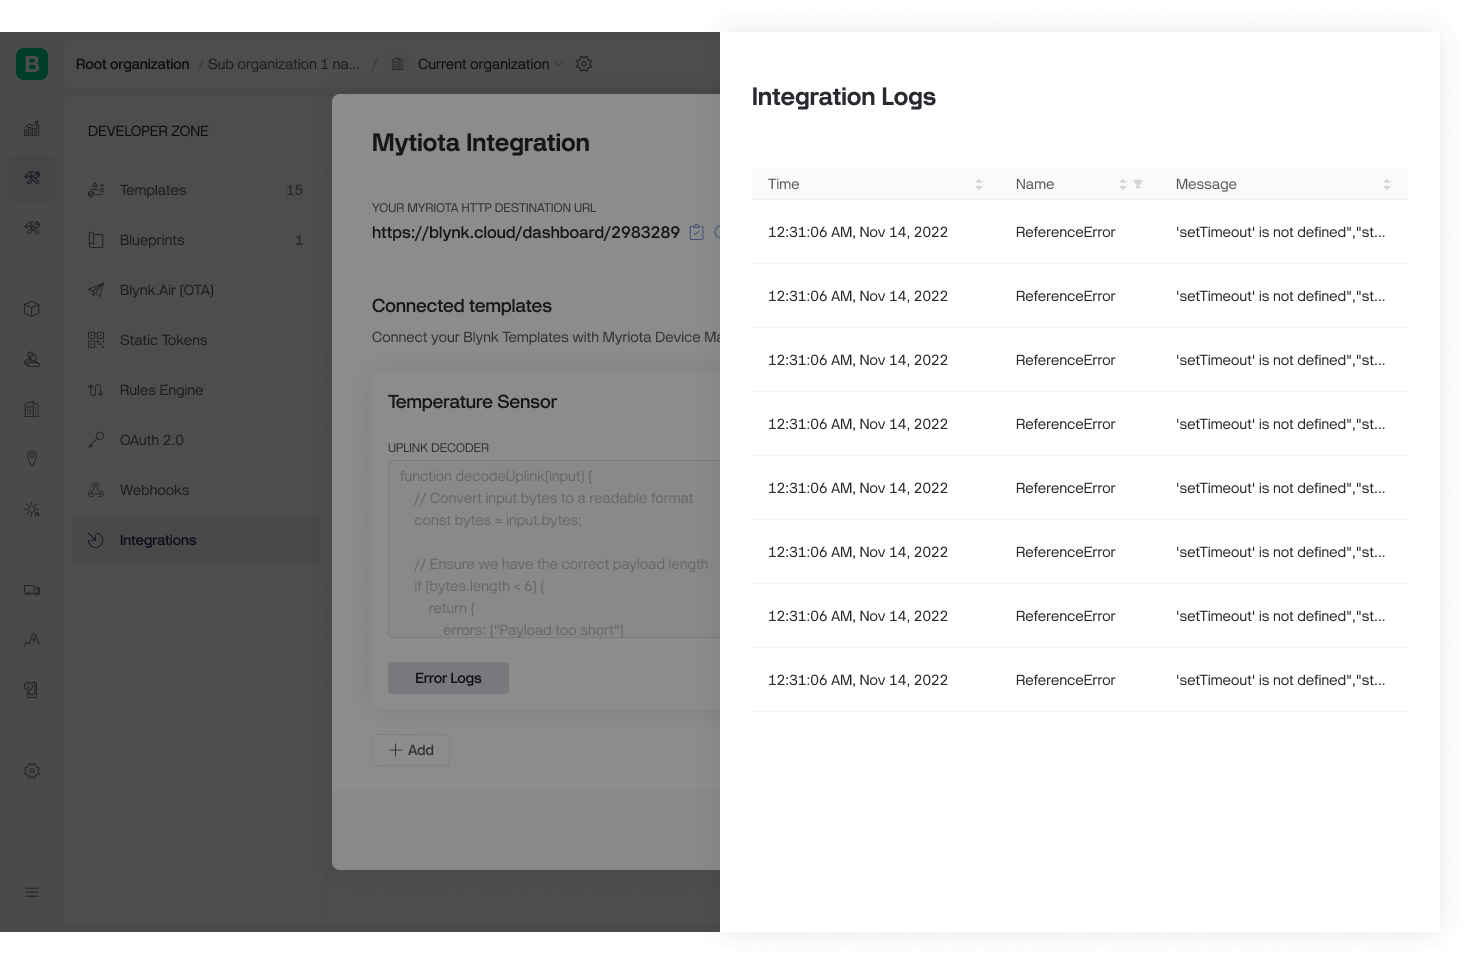 B
Root organization / Sub organization 1 na... / Current organization
DEVELOPER ZONE
Templates 15
Blueprints 1
Blynk.Air (OTA)
Static Tokens
Rules Engine
OAuth 2.0
Webhooks
Integrations
Mytiota Integration
YOUR MYRIOTA HTTP DESTINATION URL
https://blynk.cloud/dashboard/2983289
Connected templates
Connect your Blynk Templates with Myriota Device Ma
Temperature Sensor
UPLINK DECODER
function decodeUplink(input) {
// Convert input bytes to a readable format
const bytes = input.bytes;
// Ensure we have the correct payload length
if (bytes.length < 6) {
return {
errors: ["Payload too short"]
Error Logs
Add
Integration Logs
Time Name Message
12:31:06 AM, Nov 14, 2022 ReferenceError 'setTimeout' is not defined","st...
12:31:06 AM, Nov 14, 2022 ReferenceError 'setTimeout' is not defined","st...
12:31:06 AM, Nov 14, 2022 ReferenceError 'setTimeout' is not defined","st...
12:31:06 AM, Nov 14, 2022 ReferenceError 'setTimeout' is not defined","st...
12:31:06 AM, Nov 14, 2022 ReferenceError 'setTimeout' is not defined","st...
12:31:06 AM, Nov 14, 2022 ReferenceError 'setTimeout' is not defined","st...
12:31:06 AM, Nov 14, 2022 ReferenceError 'setTimeout' is not defined","st...
12:31:06 AM, Nov 14, 2022 ReferenceError 'setTimeout' is not defined","st...